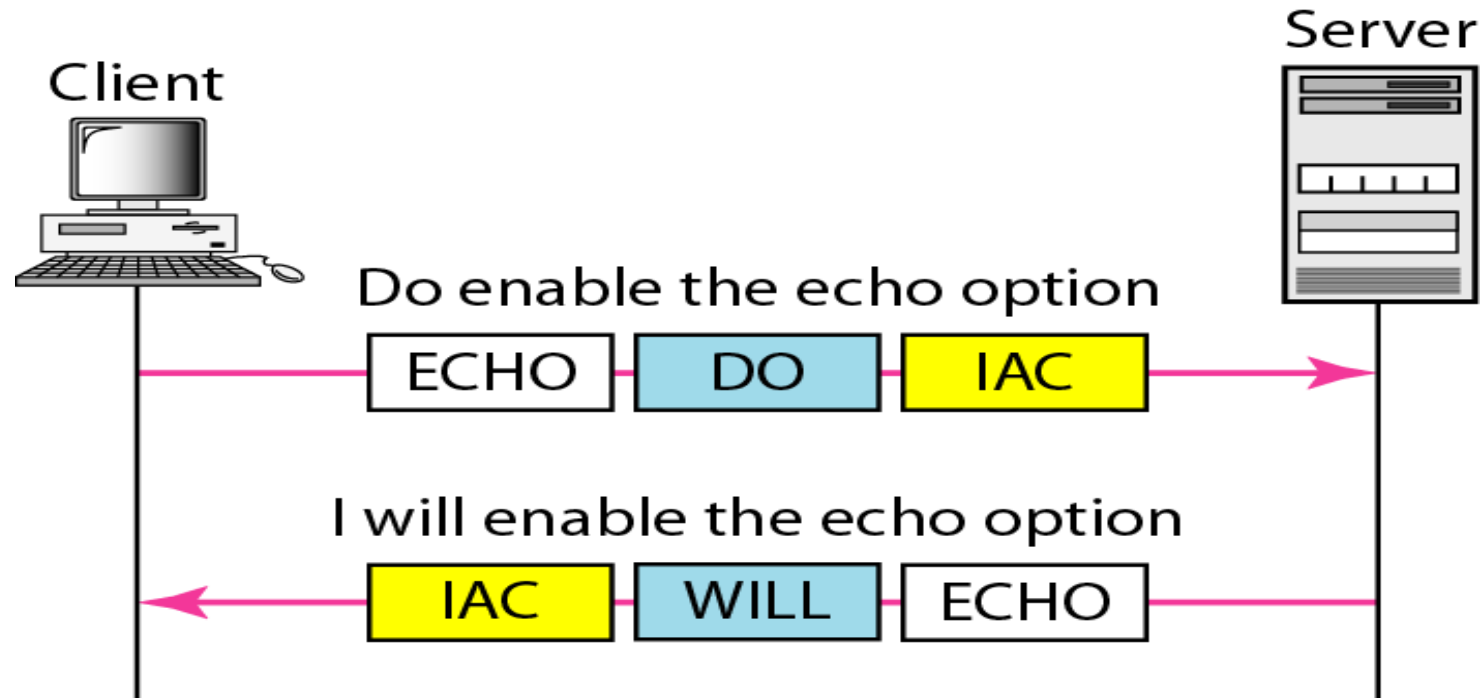 Server
Client
Do enable the echo option
ECHO DO IAC
I will enable the echo option
IAC WILL ECHO